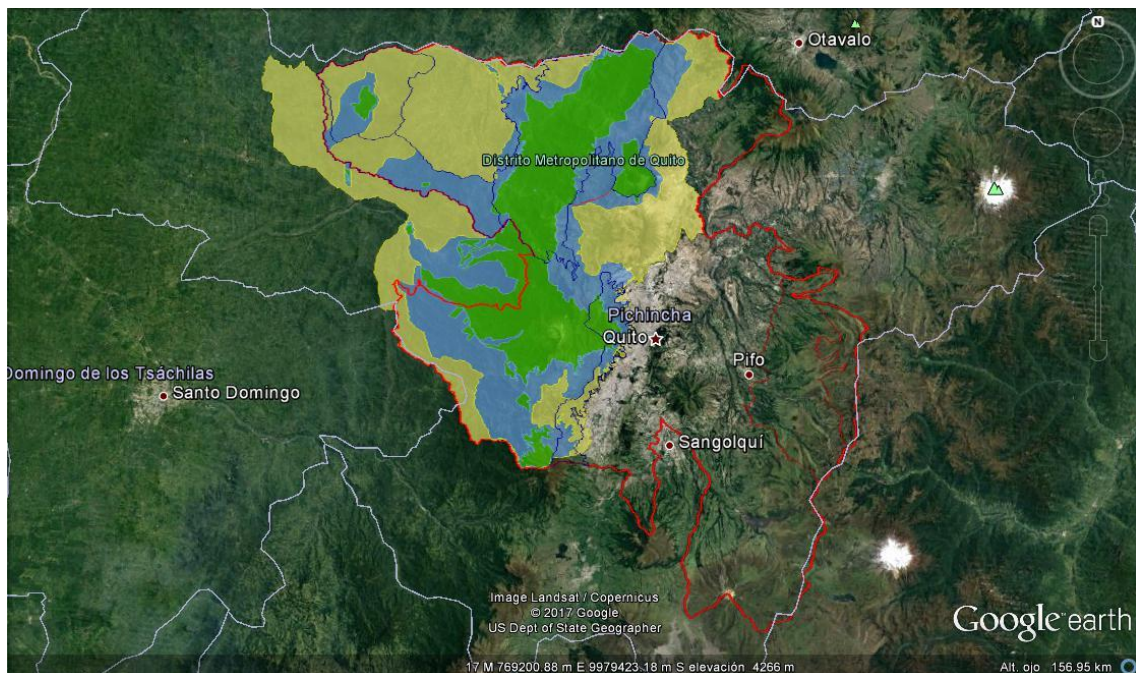 N
Otavalo
Distrito Metropolitano de Quito
Pichincha
Quito
Pifo
Domingo de los Tsáchilas
Santo Domingo
Sangolquí
Image Landsat / Copernicus
© 2017 Google
US Dept of State Geographer
Google earth
17 M 769200.88 m E 9979423.18 m S elevación 4266 m
Alt. ojo 156.95 km